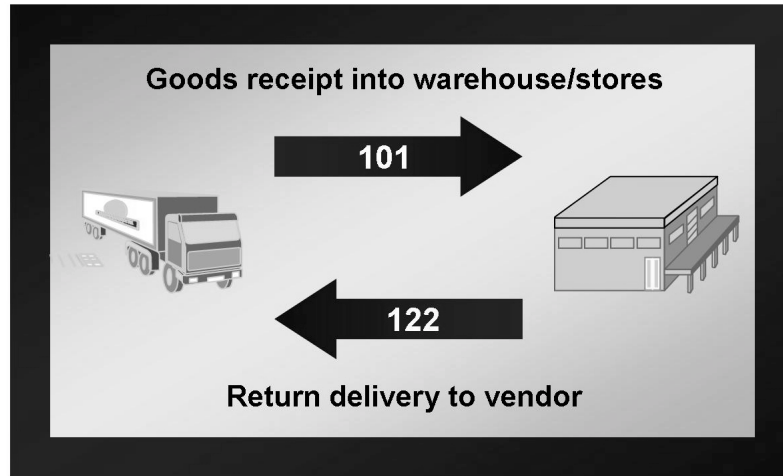 Goods receipt into warehouse/stores
101
122
Return delivery to vendor